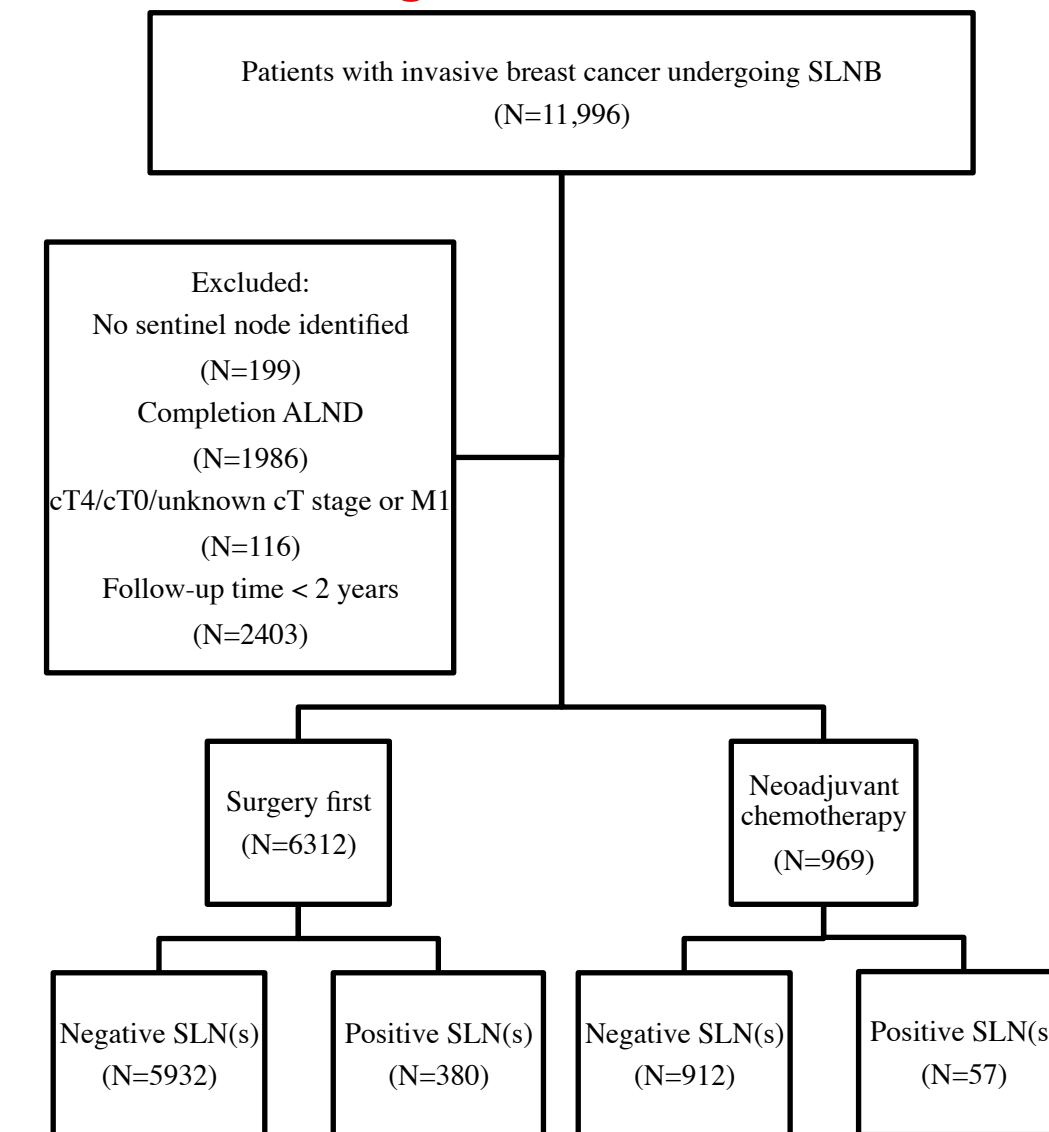 Patients with invasive breast cancer undergoing SLNB
(N=11,996)
Excluded:
No sentinel node identified
(N=199)
Completion ALND
(N=1986)
cT4/cT0/unknown cT stage or M1
(N=116)
Follow-up time < 2 years
(N=2403)
Surgery first
(N=6312)
Neoadjuvant
chemotherapy
(N=969)
Negative SLN(s)
(N=5932)
Positive SLN(s)
(N=380)
Negative SLN(s)
(N=912)
Positive SLN(s
(N=57)